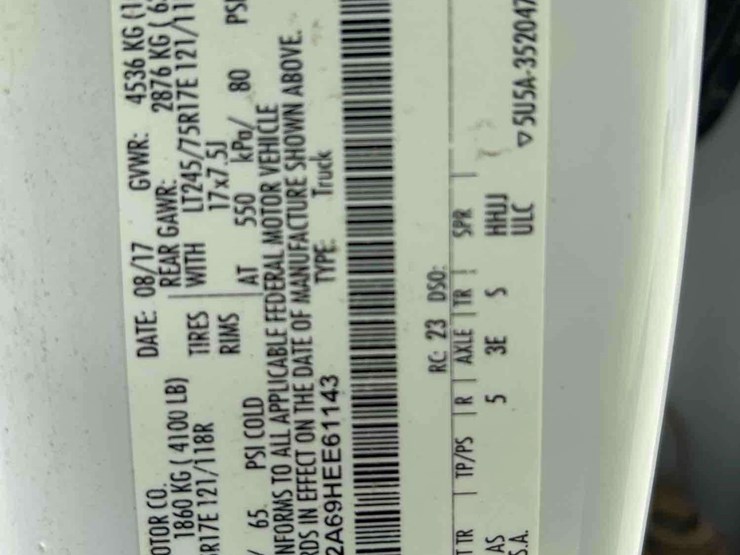 OTOR CO. DATE: 08/17 GVWR: 4536 KG (1
1860 KG ( 4100 LB) REAR GAWR: 2876 KG ( 6
R17E 121/118R TIRES WITH LT245/75R17E 121/11
RIMS 17x7.5J
/ 65 PSI COLD AT 550 kPa/ 80 PSI
NFORMS TO ALL APPLICABLE FEDERAL MOTOR VEHICLE
RDS IN EFFECT ON THE DATE OF MANUFACTURE SHOWN ABOVE.
2A69HEE61143 TYPE: Truck
RC: 23 DSO:
T TR TP/PS R AXLE TR SPR
AS 5 3E S HHJJ
S.A. ULC ▽ 5U5A-352047